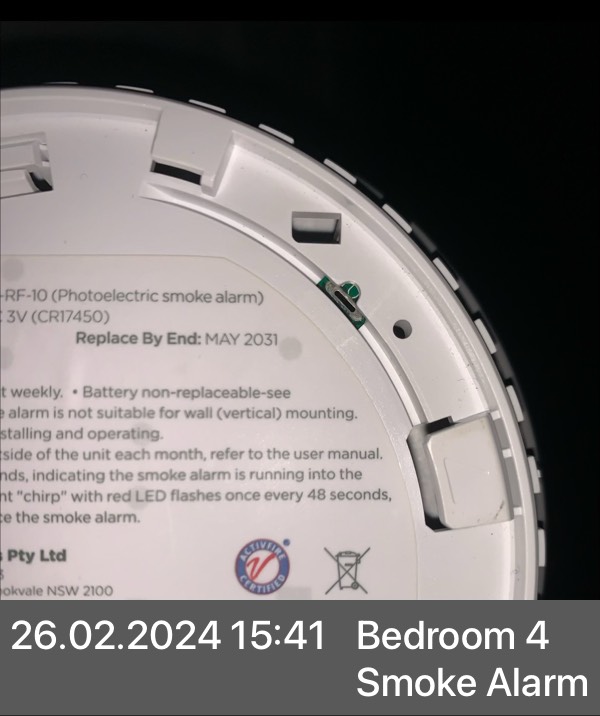 -RF-10 (Photoelectric smoke alarm)
3V (CR17450)
Replace By End: MAY 2031
t weekly. • Battery non-replaceable-see
alarm is not suitable for wall (vertical) mounting.
stalling and operating.
side of the unit each month, refer to the user manual.
nds, indicating the smoke alarm is running into the
nt "chirp" with red LED flashes once every 48 seconds,
e the smoke alarm.
Pty Ltd
okvale NSW 2100
ACTIVFIRE
CERTIFIED
26.02.2024 15:41 Bedroom 4
Smoke Alarm